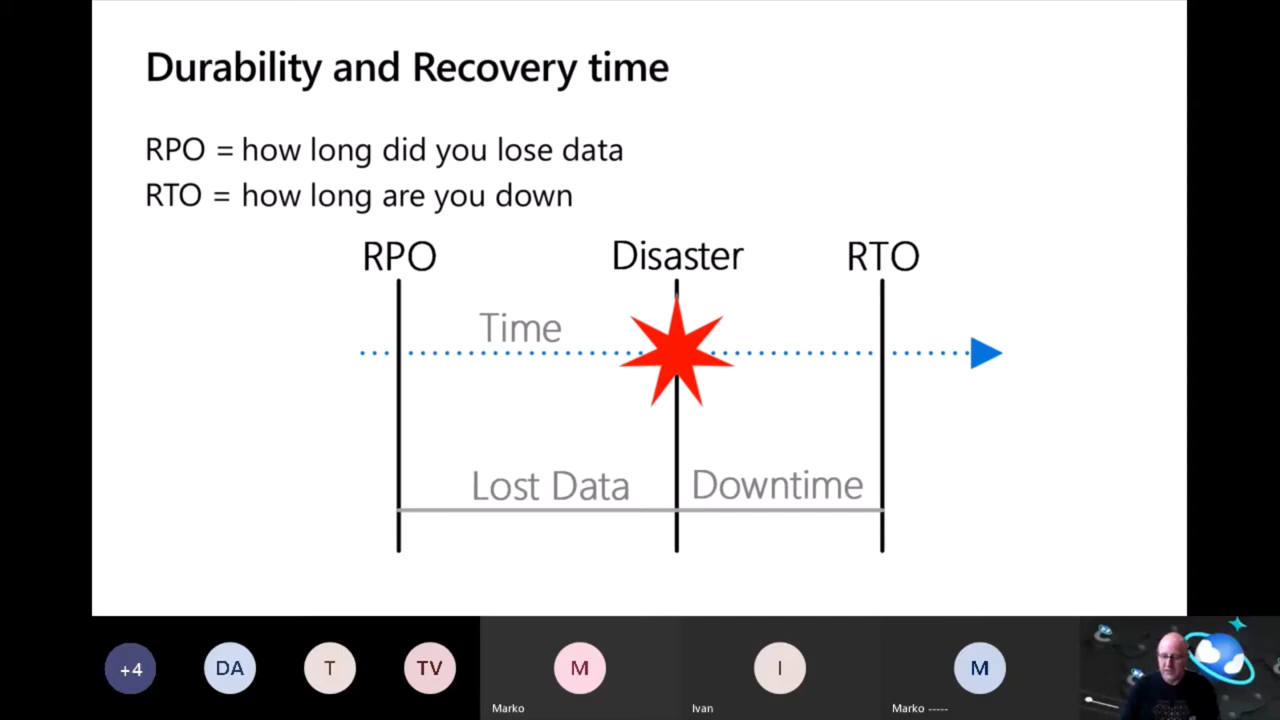 Durability and Recovery time
RPO = how long did you lose data
RTO = how long are you down
RPO
Disaster
RTO
Time
Lost Data
Downtime
+4
DA
T
TV
M
I
M
Marko
Ivan
Marko -----